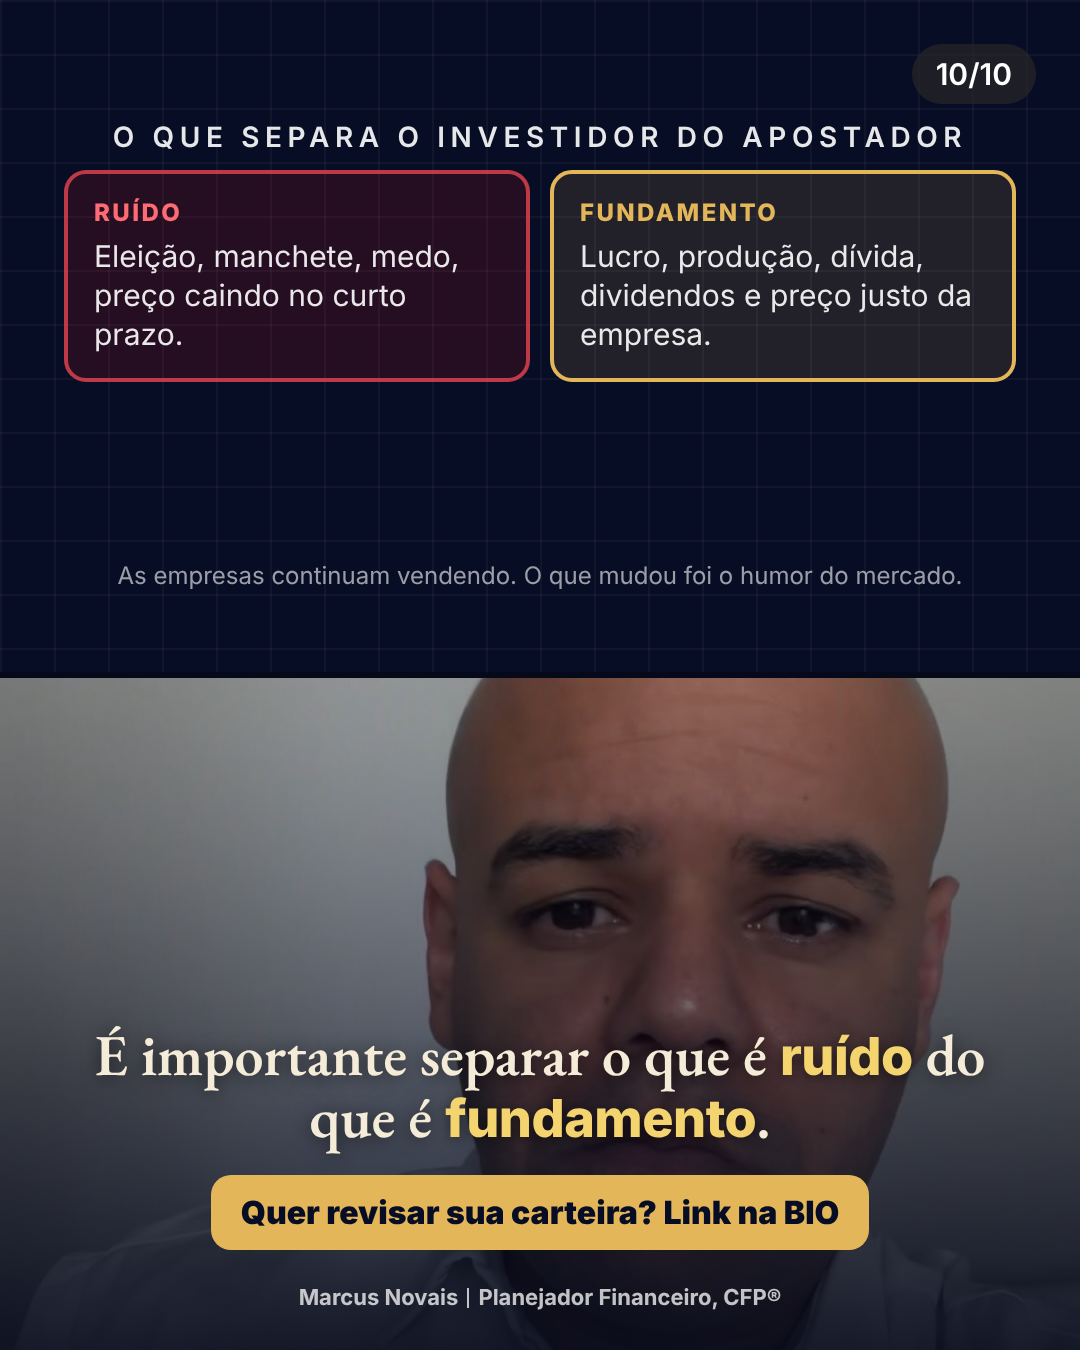 10/10
O QUE SEPARA O INVESTIDOR DO APOSTADOR
RUÍDO
Eleição, manchete, medo,
preço caindo no curto
prazo.
FUNDAMENTO
Lucro, produção, dívida,
dividendos e preço justo da
empresa.
As empresas continuam vendendo. O que mudou foi o humor do mercado.
É importante separar o que é ruído do
que é fundamento.
Quer revisar sua carteira? Link na BIO
Marcus Novais | Planejador Financeiro, CFP®